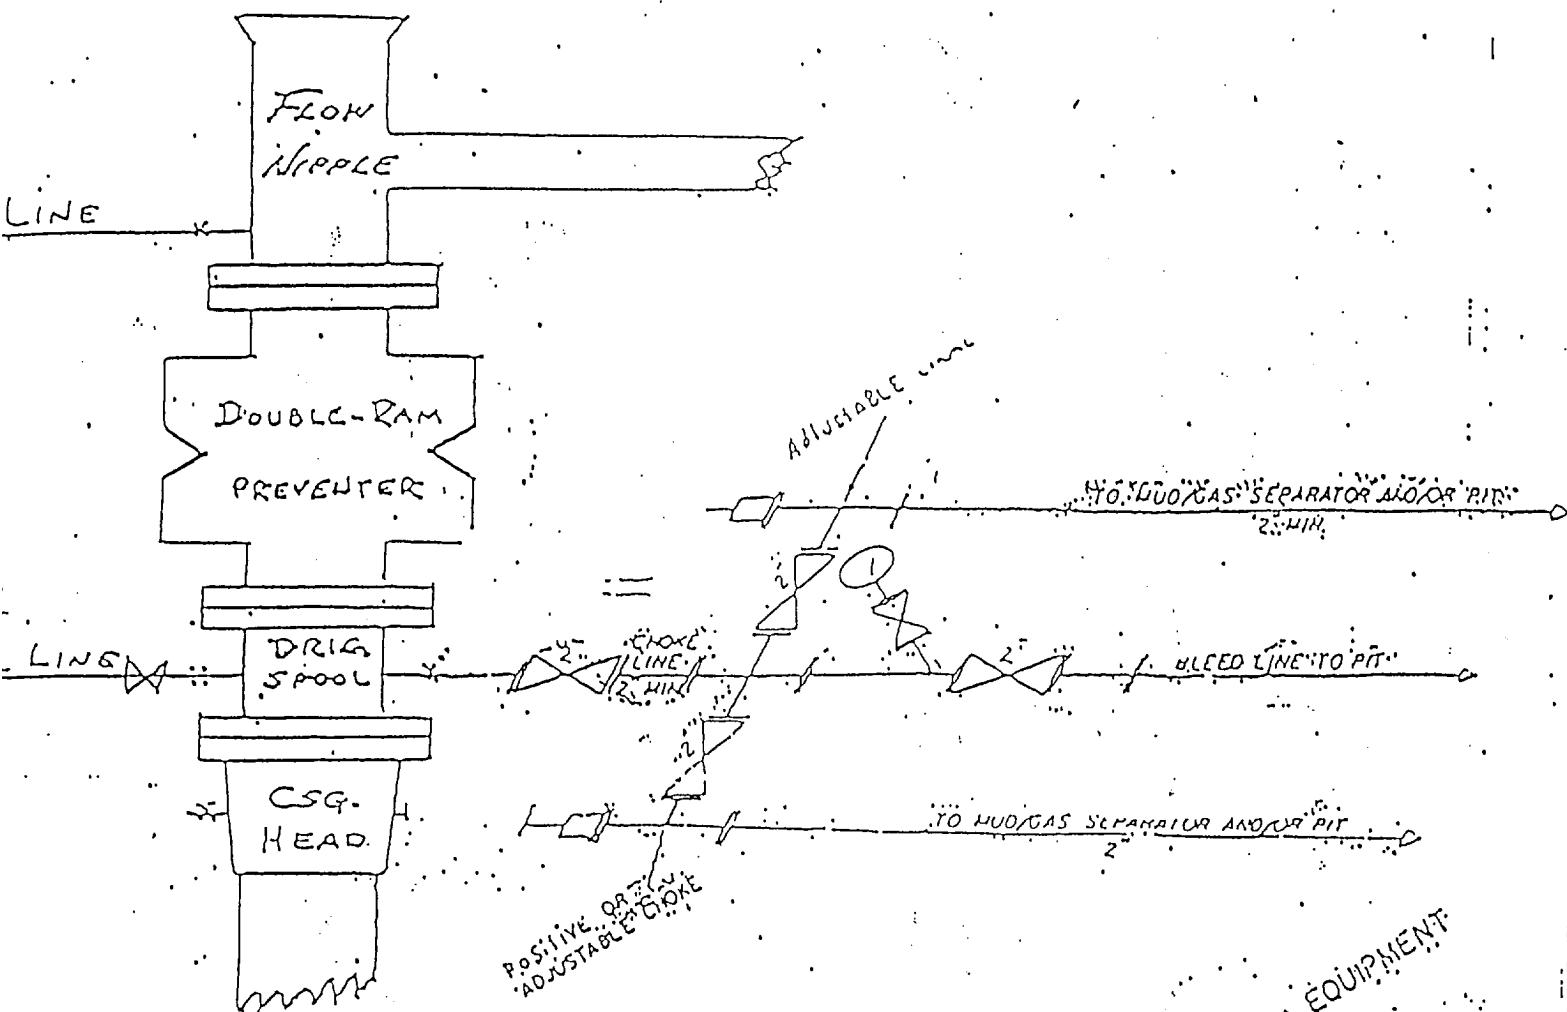 FLOW
NIPPLE
LINE
DOUBLE-RAM
PREVENTER
ADJUSTABLE
TO MUD/GAS SEPARATOR AND/OR PIT
2" MIN.
2"
1
LINE
DRLG
SPOOL
2"
CHOKE
LINE
2" MIN
2"
BLEED LINE TO PIT
2"
CSG.
HEAD
TO MUD/GAS SEPARATOR AND/OR PIT
2"
POSITIVE OR
ADJUSTABLE CHOKE
EQUIPMENT